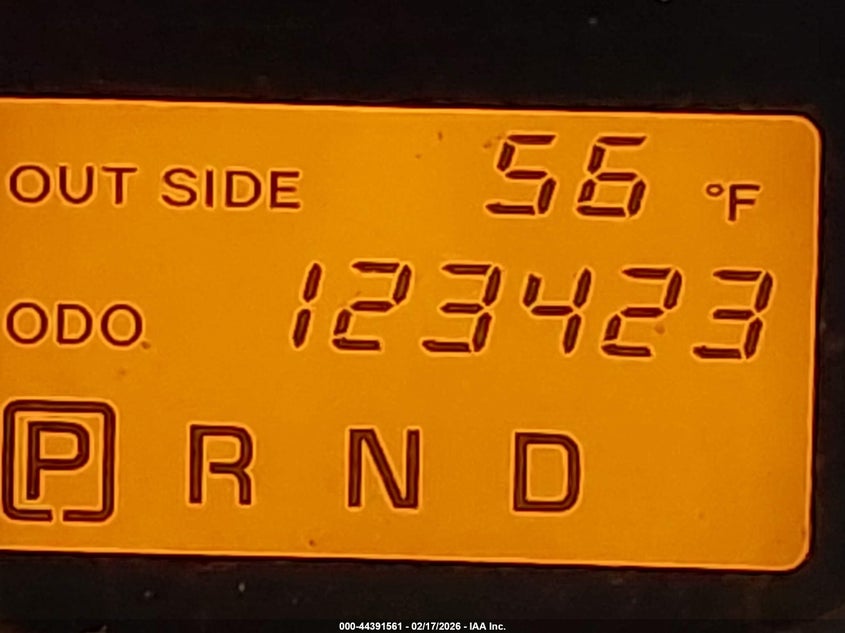 OUT SIDE 56 °F
ODO 123423
P R N D
000-44391561 - 02/17/2026 - IAA Inc.